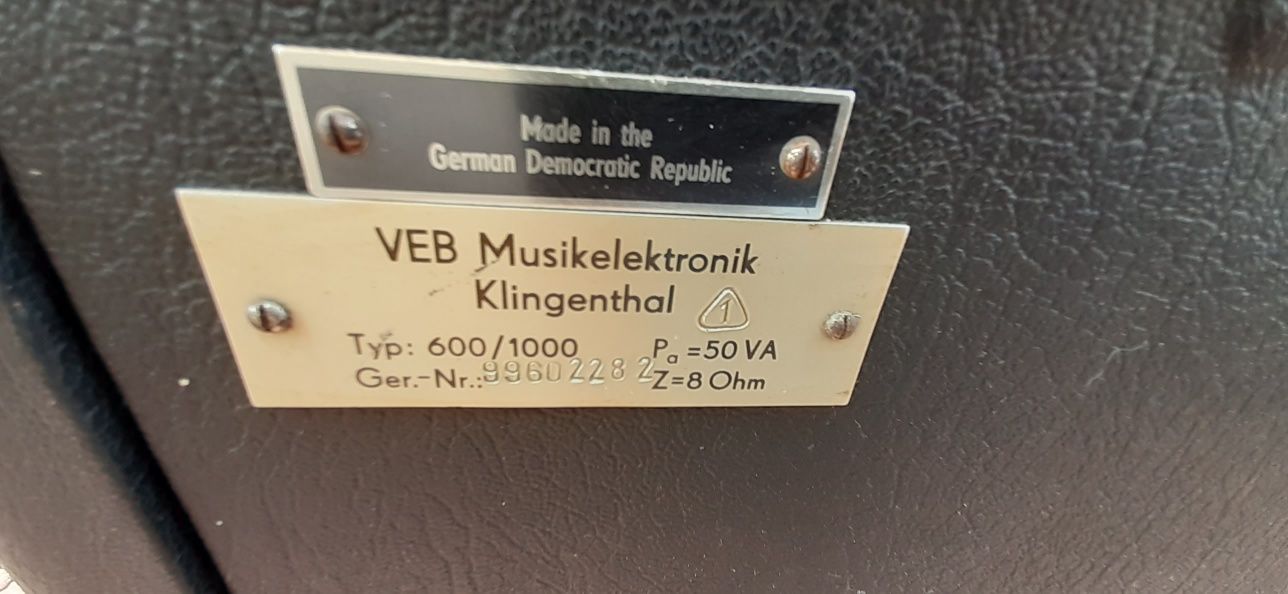 Made in the
German Democratic Republic
VEB Musikelektronik
Klingenthal 1
Typ: 600/1000 Pa =50 VA
Ger.-Nr.: 99602282 Z=8 Ohm